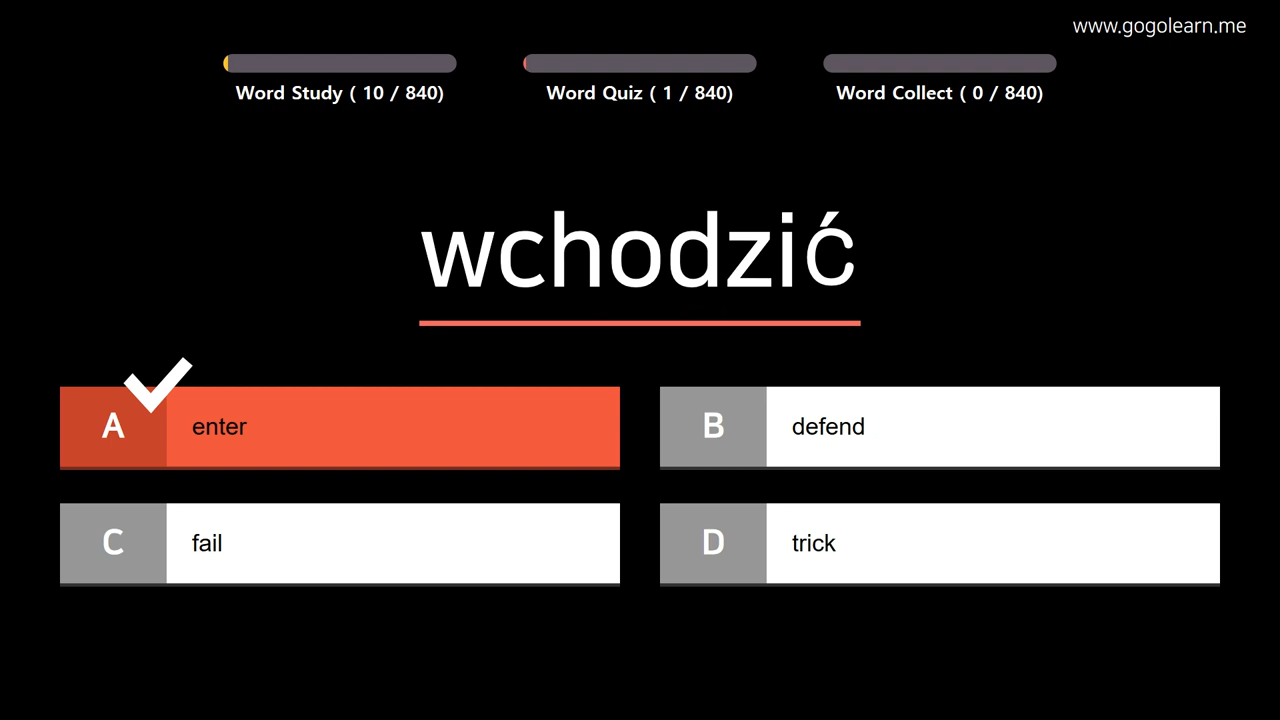 www.gogolearn.me
Word Study ( 10 / 840)
Word Quiz ( 1 / 840)
Word Collect ( 0 / 840)
wchodzić
A enter
B defend
C fail
D trick